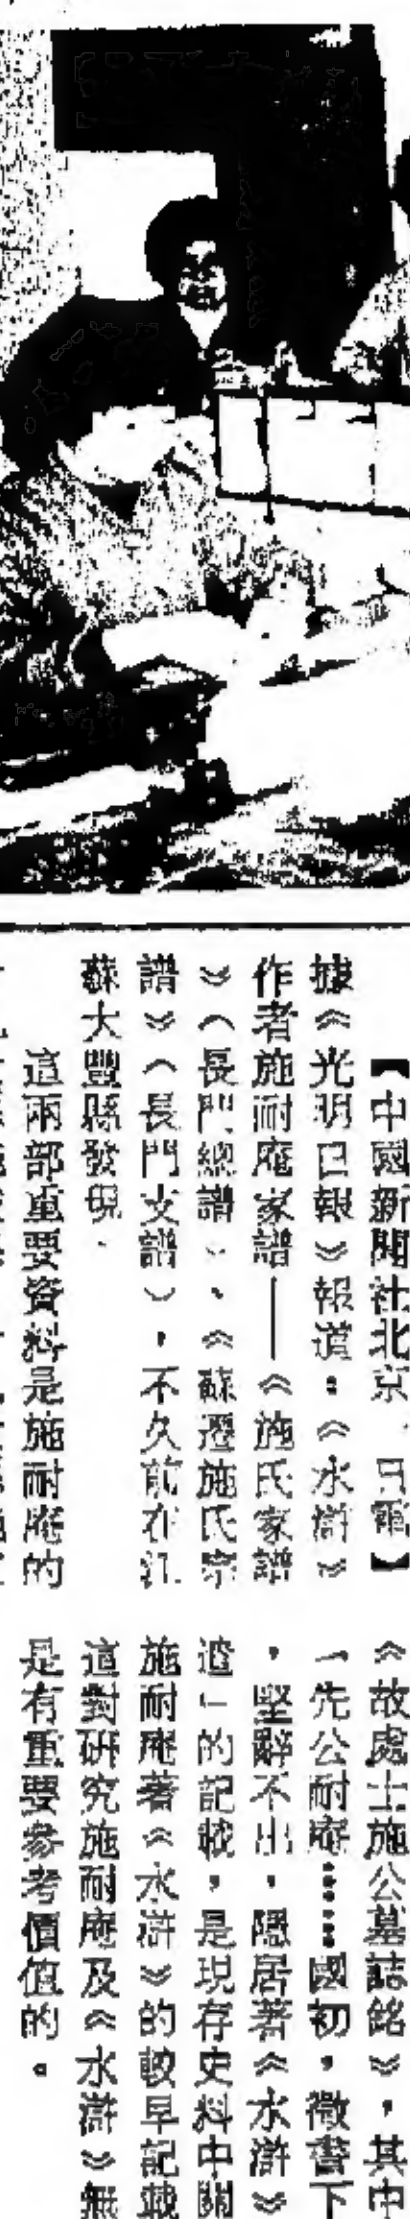 【中國新聞社北京 日電】
據《光明日報》報道：《水滸》
作者施耐庵家譜——《施氏家譜
》（長門總譜）、《蘇遷施氏宗
譜》（長門支譜），不久前在江
蘇大豐縣發現．
這兩部重要資料是施耐庵的
《故處士施公墓誌銘》，其中
「先公耐庵……國初，徵書下
，堅辭不出，隱居著《水滸》
」的記載，是現存史料中關
施耐庵著《水滸》的較早記載
這對研究施耐庵及《水滸》無
是有重要參考價值的。